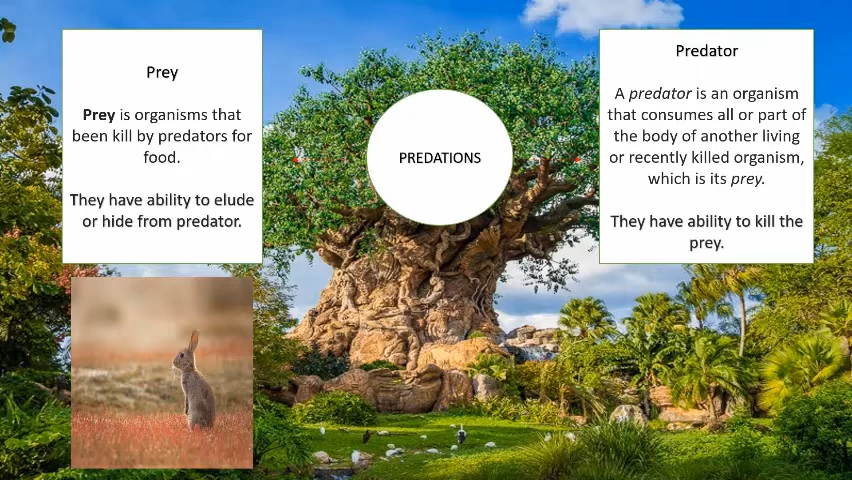 Prey
Prey is organisms that
been kill by predators for
food.
They have ability to elude
or hide from predator.
PREDATIONS
Predator
A predator is an organism
that consumes all or part of
the body of another living
or recently killed organism,
which is its prey.
They have ability to kill the
prey.